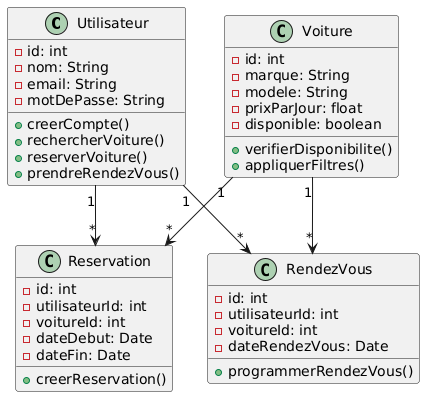 C Utilisateur
id: int
nom: String
email: String
motDePasse: String
creerCompte()
rechercherVoiture()
reserverVoiture()
prendreRendezVous()
C Voiture
id: int
marque: String
modele: String
prixParJour: float
disponible: boolean
verifierDisponibilite()
appliquerFiltres()
1 1 1 1
* * * *
C Reservation
id: int
utilisateurId: int
voitureId: int
dateDebut: Date
dateFin: Date
creerReservation()
C RendezVous
id: int
utilisateurId: int
voitureId: int
dateRendezVous: Date
programmerRendezVous()